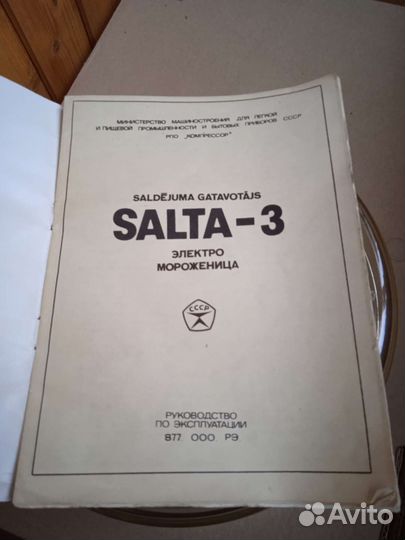 МИНИСТЕРСТВО МАШИНОСТРОЕНИЯ ДЛЯ ЛЕГКОЙ
И ПИЩЕВОЙ ПРОМЫШЛЕННОСТИ И БЫТОВЫХ ПРИБОРОВ СССР
РПО "КОМПРЕССОР"
SALDĒJUMA GATAVOTĀJS
SALTA-3
ЭЛЕКТРО
МОРОЖЕНИЦА
СССР
РУКОВОДСТВО
ПО ЭКСПЛУАТАЦИИ
877 000 РЭ
Avito